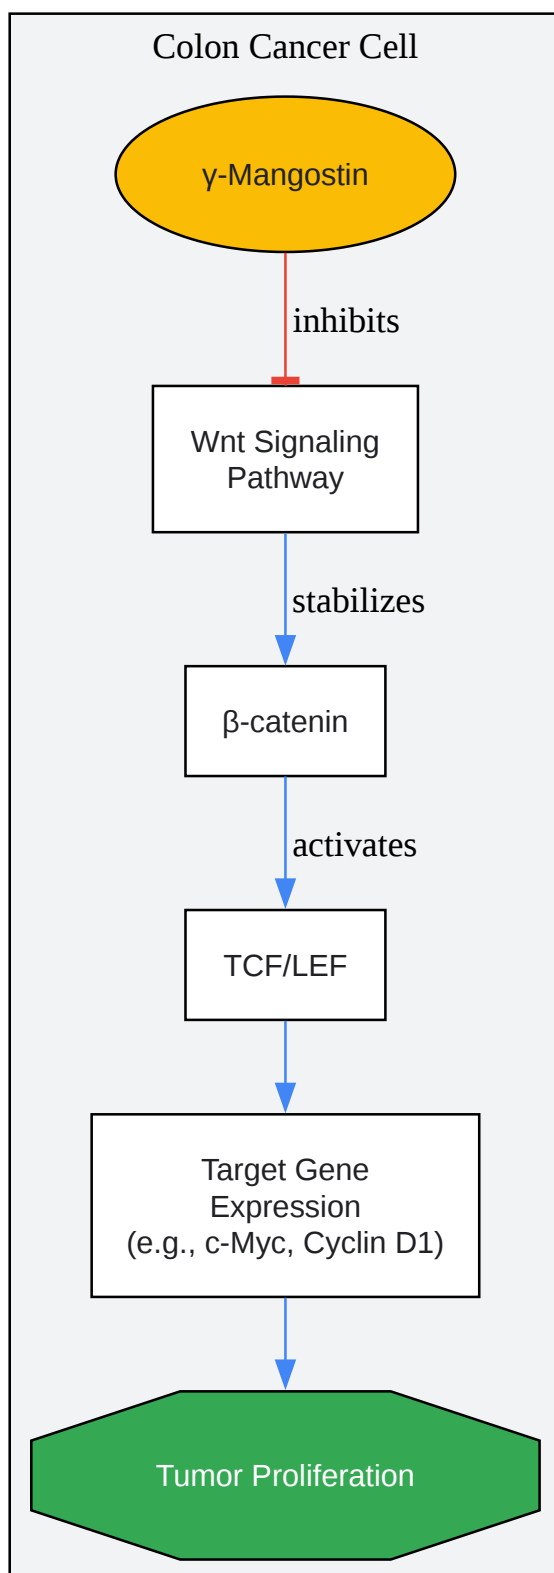 Colon Cancer Cell
γ-Mangostin
inhibits
Wnt Signaling
Pathway
stabilizes
β-catenin
activates
TCF/LEF
Target Gene
Expression
(e.g., c-Myc, Cyclin D1)
Tumor Proliferation